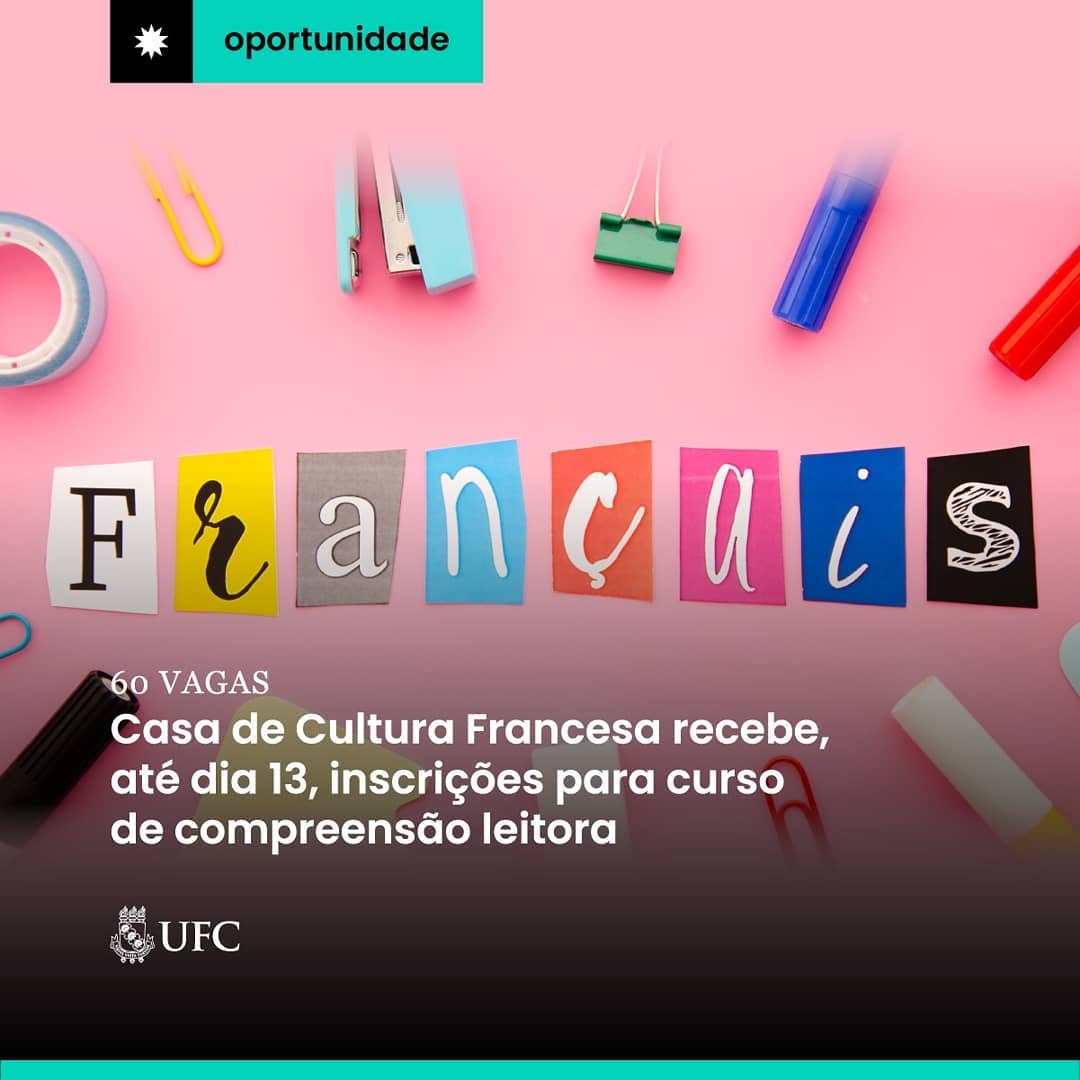 oportunidade
Français
60 VAGAS
Casa de Cultura Francesa recebe,
até dia 13, inscrições para curso
de compreensão leitora
UFC